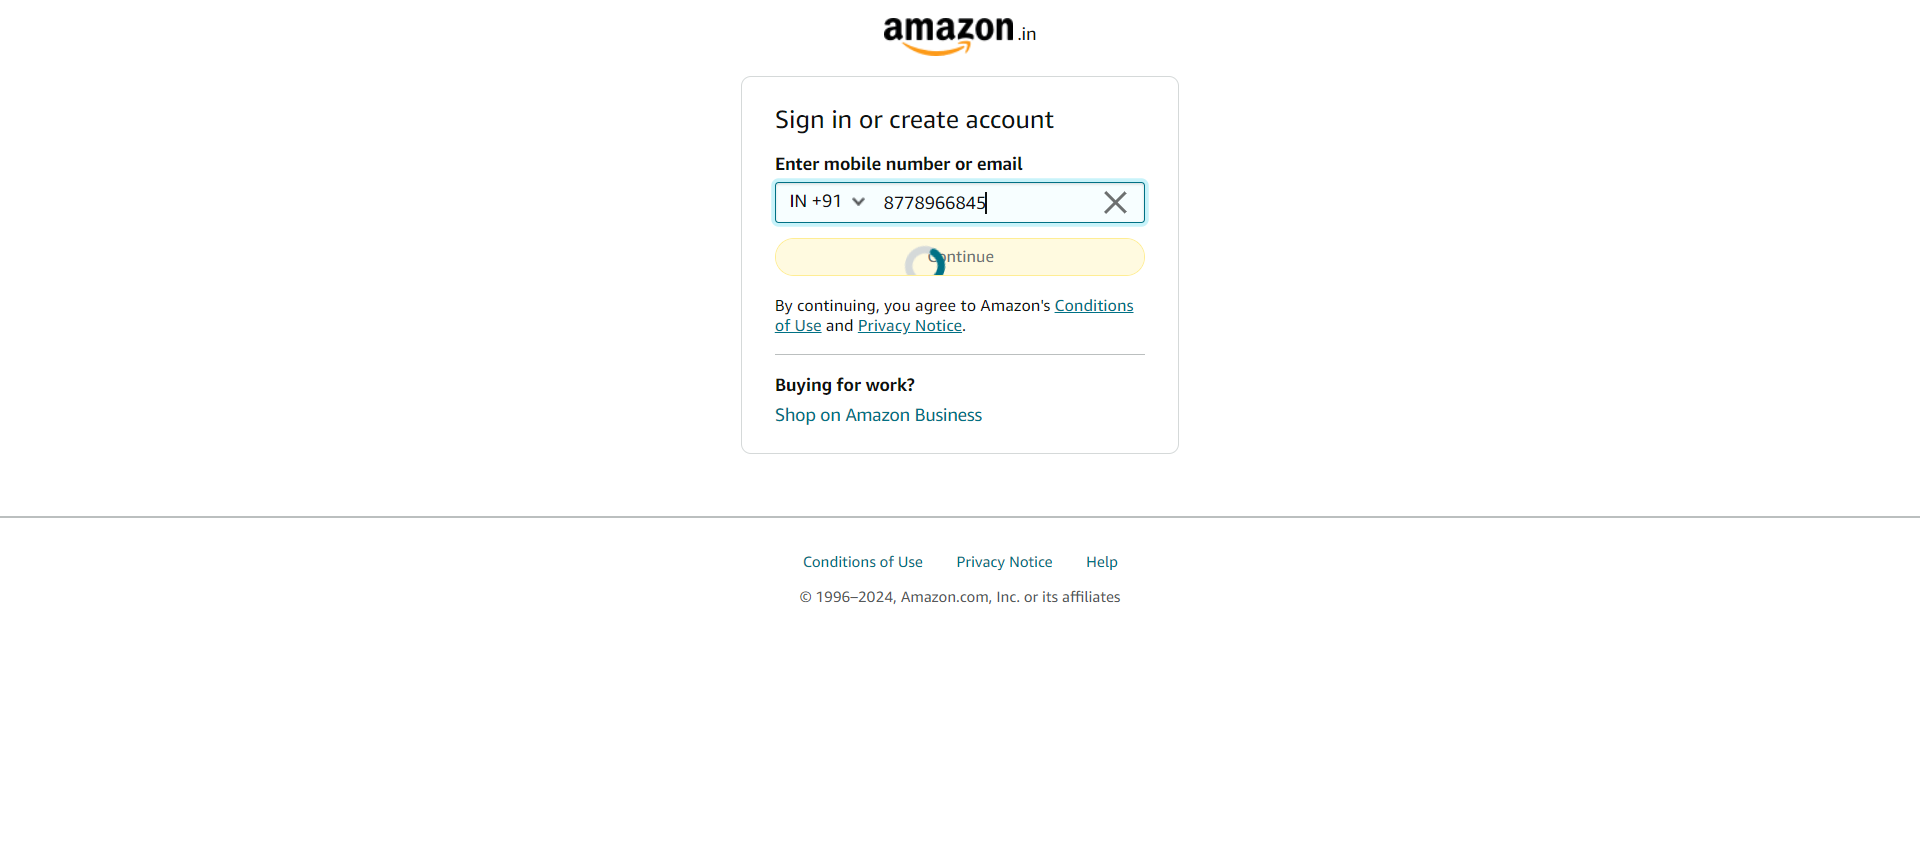 amazon.in
Sign in or create account
Enter mobile number or email
IN +91 8778966845
Continue
By continuing, you agree to Amazon's Conditions
of Use and Privacy Notice.
Buying for work?
Shop on Amazon Business
Conditions of Use Privacy Notice Help
© 1996–2024, Amazon.com, Inc. or its affiliates